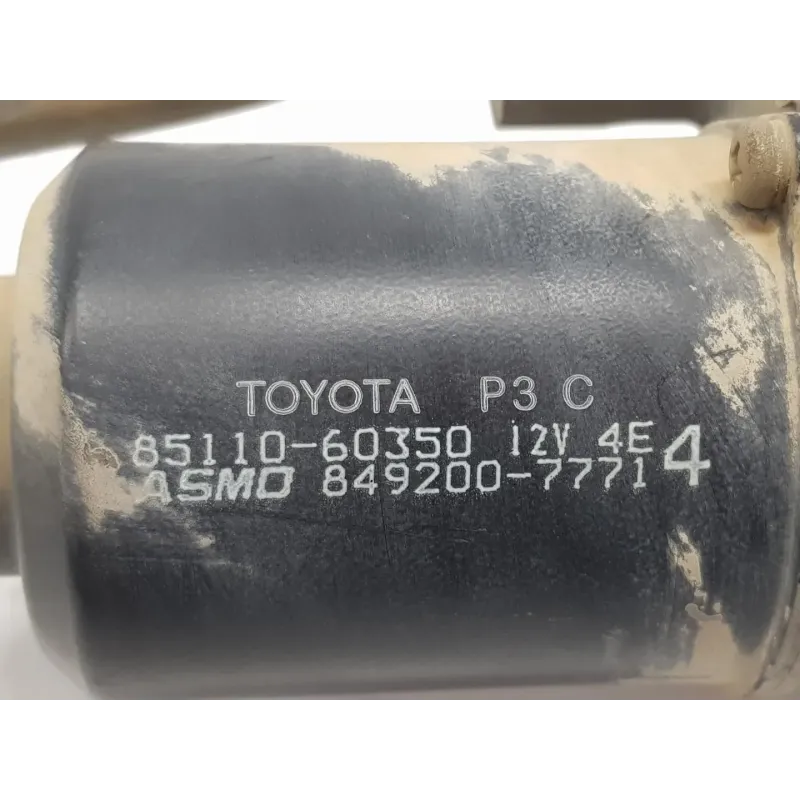 TOYOTA P3 C
85110-60350 12V 4E
ASMO 849200-7771 4